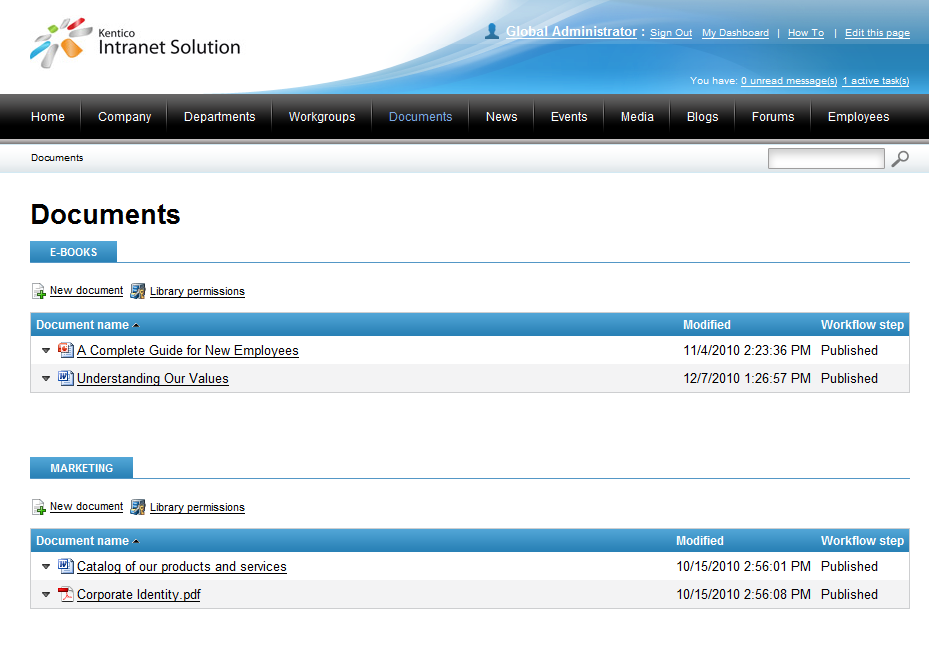 Kentico
Intranet Solution
Global Administrator : Sign Out My Dashboard | How To | Edit this page
You have: 0 unread message(s) 1 active task(s)
Home Company Departments Workgroups Documents News Events Media Blogs Forums Employees
Documents
Documents
E-BOOKS
New document Library permissions
Document name Modified Workflow step
A Complete Guide for New Employees 11/4/2010 2:23:36 PM Published
Understanding Our Values 12/7/2010 1:26:57 PM Published
MARKETING
New document Library permissions
Document name Modified Workflow step
Catalog of our products and services 10/15/2010 2:56:01 PM Published
Corporate Identity.pdf 10/15/2010 2:56:08 PM Published